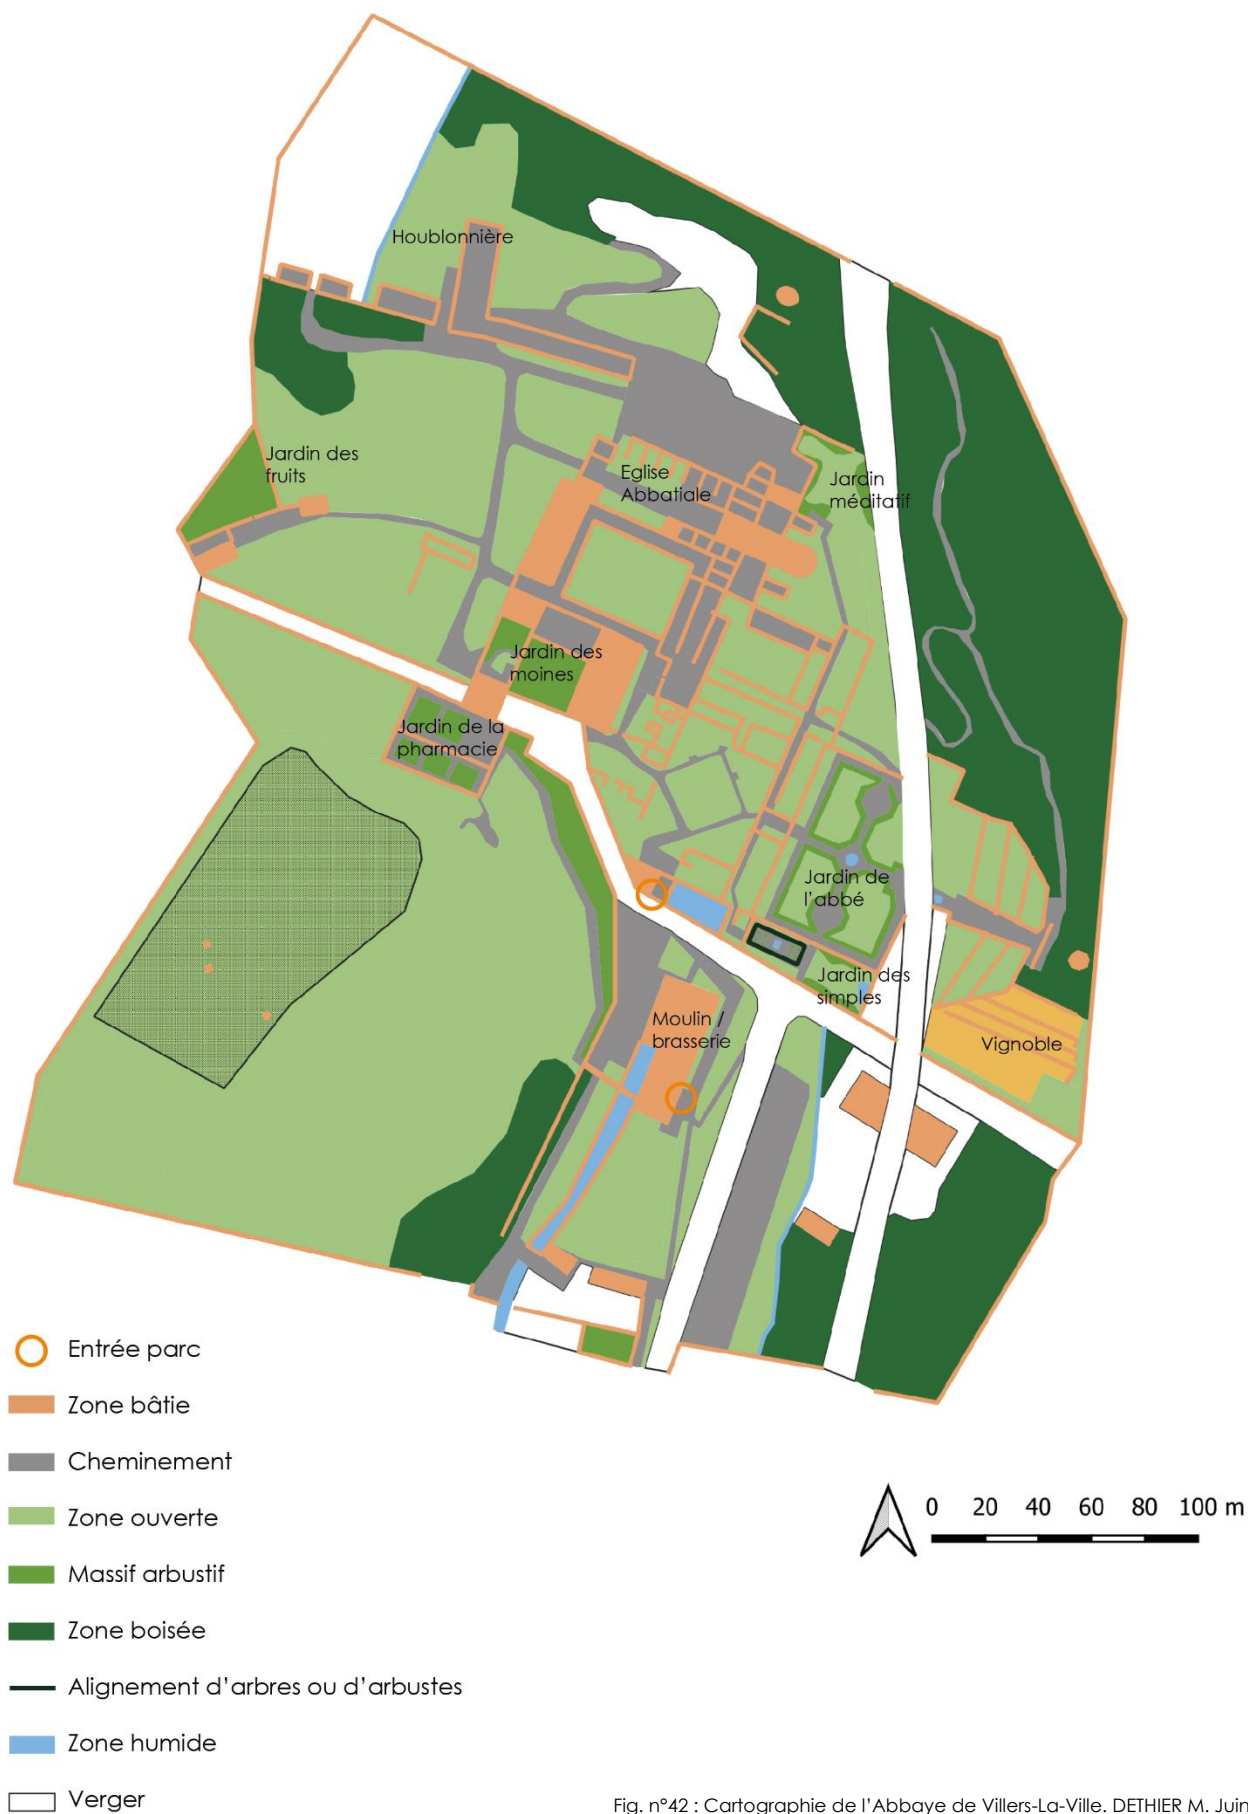 Houblonnière
Jardin des
fruits
Eglise
Abbatiale
Jardin
méditatif
Jardin des
moines
Jardin de la
pharmacie
Jardin de
l'abbé
Jardin des
simples
Moulin /
brasserie
Vignoble
Entrée parc
Zone bâtie
Cheminement
Zone ouverte
Massif arbustif
Zone boisée
Alignement d'arbres ou d'arbustes
Zone humide
Verger
0 20 40 60 80 100 m
Fig. n°42 : Cartographie de l'Abbaye de Villers-La-Ville. DETHIER M. Juin